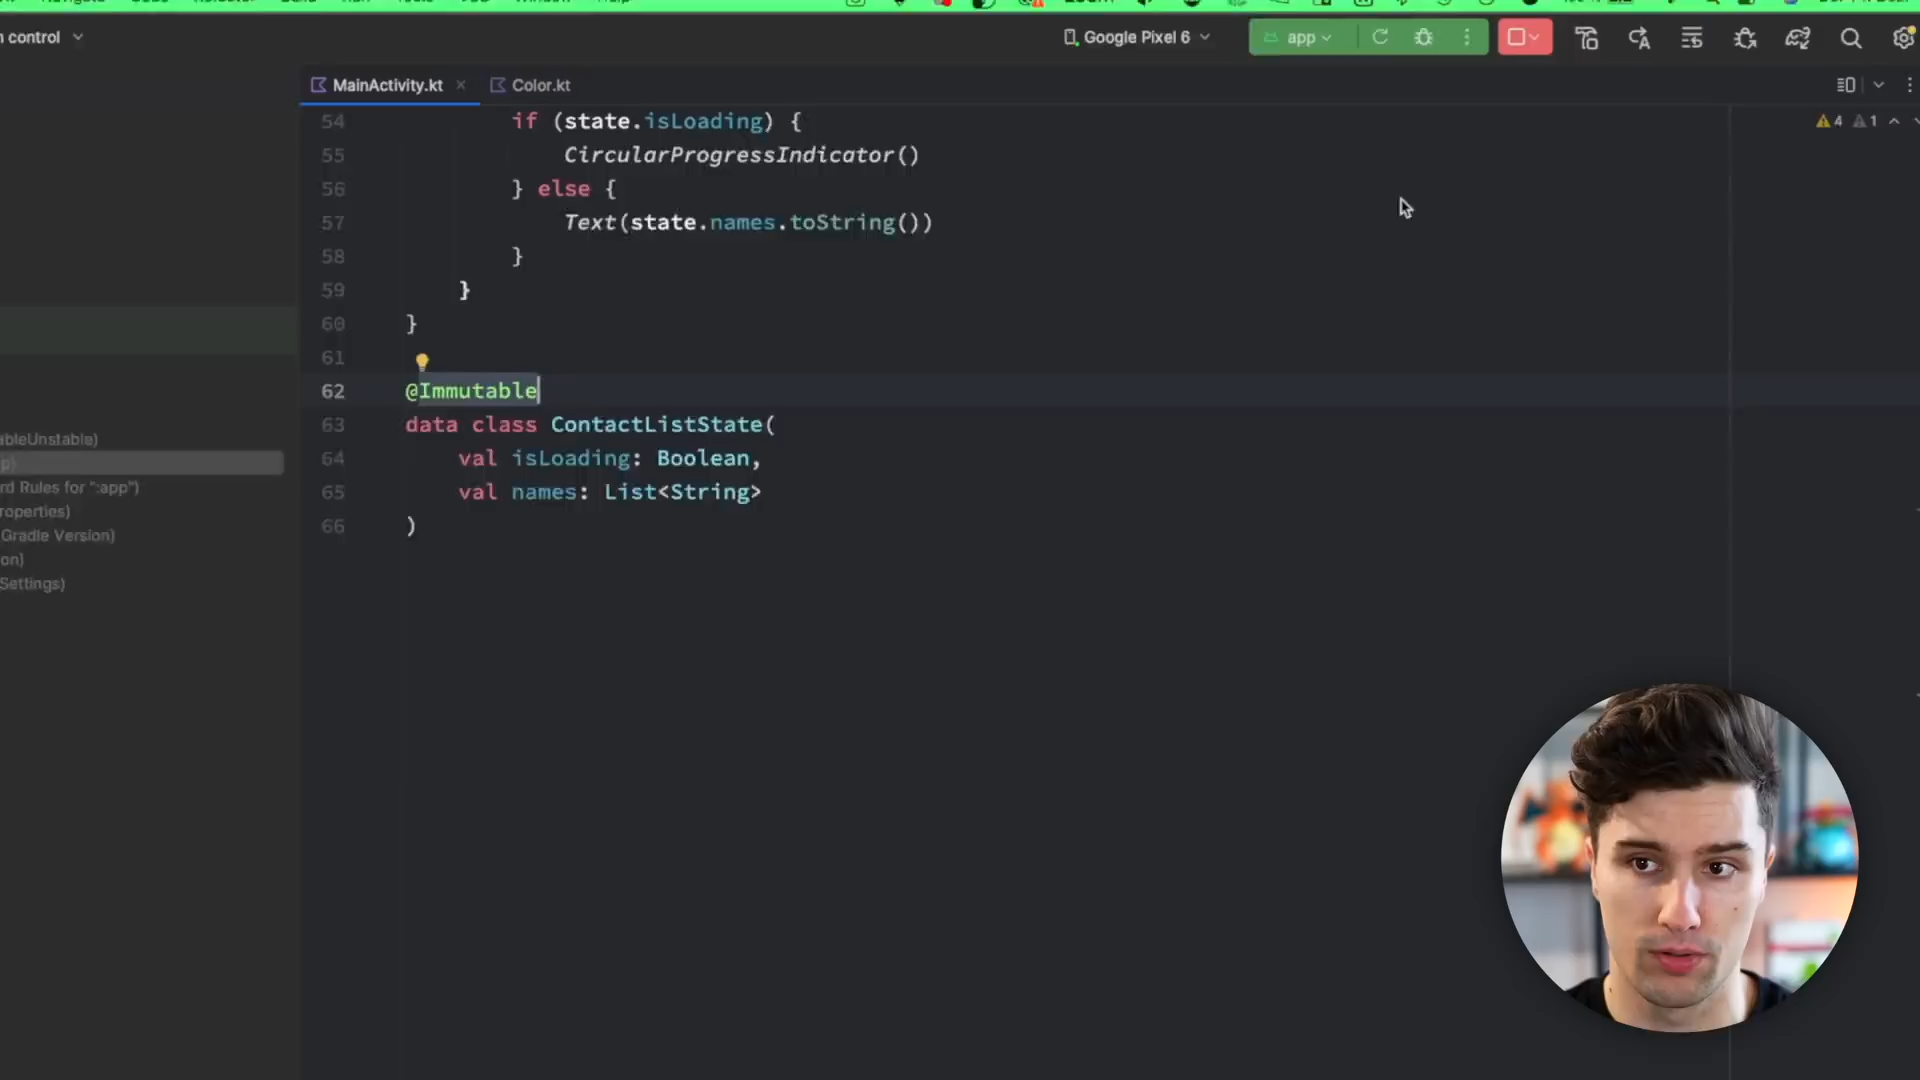 n control
Google Pixel 6
app
MainActivity.kt
Color.kt
54 if (state.isLoading) {
55 CircularProgressIndicator()
56 } else {
57 Text(state.names.toString())
58 }
59 }
60 }
61
62 @Immutable
63 data class ContactListState(
64 val isLoading: Boolean,
65 val names: List<String>
66 )
4
1
ableUnstable)
p)
rd Rules for ":app")
roperties)
Gradle Version)
on)
Settings)